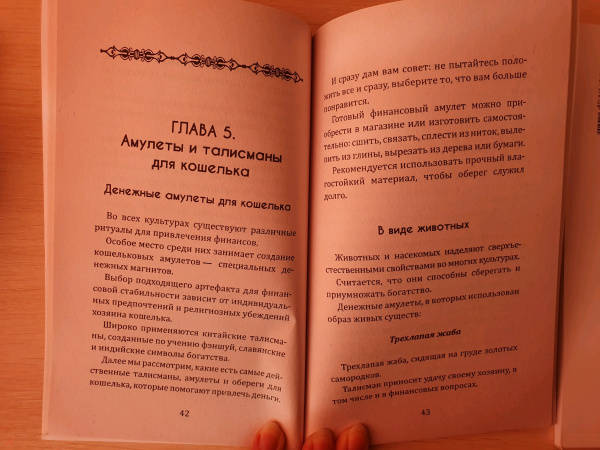 ГЛАВА 5.
Амулеты и талисманы
для кошелька
Денежные амулеты для кошелька
Во всех культурах существуют различные
ритуалы для привлечения финансов.
Особое место среди них занимает создание
кошельковых амулетов — специальных де-
нежных магнитов.
Выбор подходящего артефакта для финан-
совой стабильности зависит от индивидуаль-
ных предпочтений и религиозных убеждений
хозяина кошелька.
Широко применяются китайские талисма-
ны, созданные по учению фэншуй, славянские
и индийские символы богатства.
Далее мы рассмотрим, какие есть самые дей-
ственные талисманы, амулеты и обереги для
кошелька, которые помогают привлечь деньги.
42
И сразу дам вам совет: не пытайтесь поло-
жить все и сразу, выберите то, что вам больше
понравится.
Готовый финансовый амулет можно при-
обрести в магазине или изготовить самостоя-
тельно: сшить, связать, сплести из ниток, выле-
пить из глины, вырезать из дерева или бумаги.
Рекомендуется использовать прочный вла-
гостойкий материал, чтобы оберег служил
долго.
В виде животных
Животных и насекомых наделяют сверхъ-
естественными свойствами во многих культурах.
Считается, что они способны сберегать и
приумножать богатство.
Денежные амулеты, в которых использован
образ живых существ:
Трехлапая жаба
Трехлапая жаба, сидящая на груде золотых
самородков.
Талисман приносит удачу своему хозяину, в
том числе и в финансовых вопросах.
43